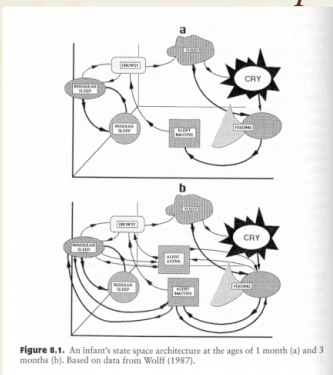 a
DROWSY
FUSSY
CRY
IRREGULAR
SLEEP
REGULAR
SLEEP
ALERT
INACTIVE
FEEDING
b
DROWSY
FUSSY
CRY
IRREGULAR
SLEEP
ALERT
ACTIVE
REGULAR
SLEEP
ALERT
INACTIVE
FEEDING
Figure 8.1. An infant's state space architecture at the ages of 1 month (a) and 3
months (b). Based on data from Wolff (1987).